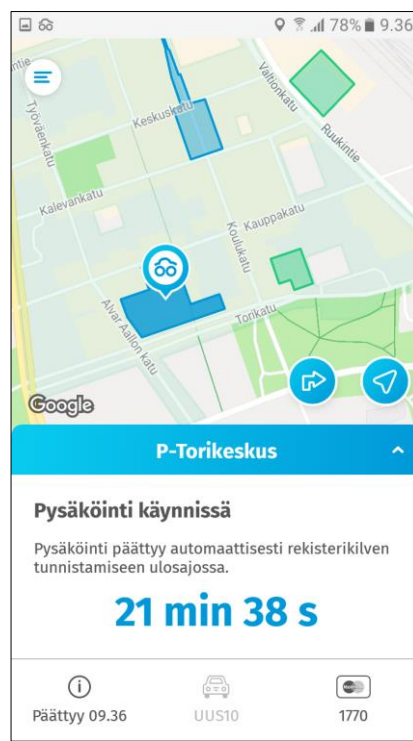 78% 9.36
ntie
Valtionkatu
Ruukintie
Työväenkatu
Keskuskatu
Kalevankatu
Kauppakatu
Koulukatu
Alvar Aallon katu
Torikatu
Google
P-Torikeskus
Pysäköinti käynnissä
Pysäköinti päättyy automaattisesti rekisterikilven
tunnistamiseen ulosajossa.
21 min 38 s
Päättyy 09.36
UUS10
1770